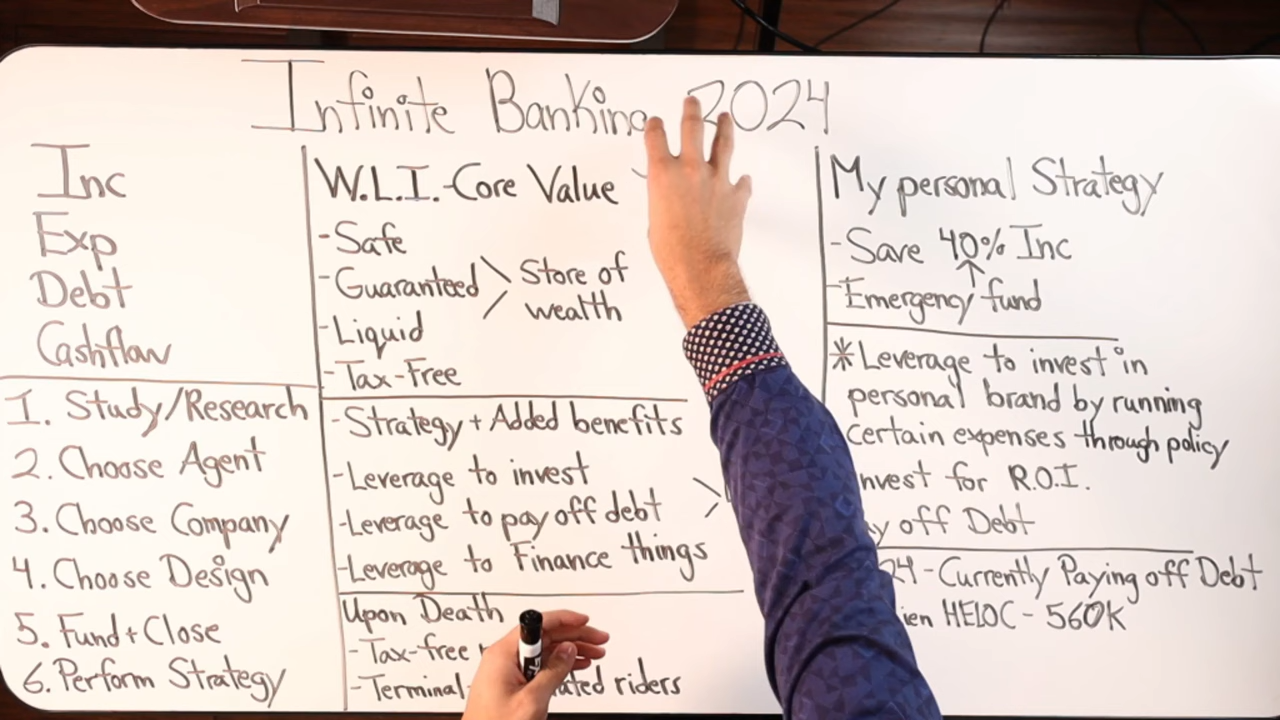 Infinite Banking 2024
Inc
Exp
Debt
Cashflow
1. Study/Research
2. Choose Agent
3. Choose Company
4. Choose Design
5. Fund + Close
6. Perform Strategy
W.L.I. - Core Value
- Safe
- Guaranteed
- Liquid
- Tax-Free
Store of
wealth
- Strategy + Added benefits
- Leverage to invest
- Leverage to pay off debt
- Leverage to Finance things
Upon Death
- Tax-free
- Terminal- riders
My personal Strategy
- Save 40% Inc
- Emergency fund
* Leverage to invest in
personal brand by running
certain expenses through policy
nvest for R.O.I.
y off Debt
24 - Currently Paying off Debt
ien HELOC - 560K